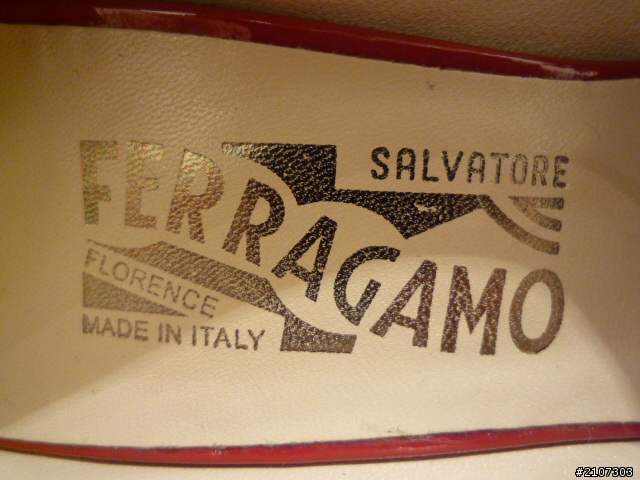 SALVATORE
FERRAGAMO
FLORENCE
MADE IN ITALY
#2107303